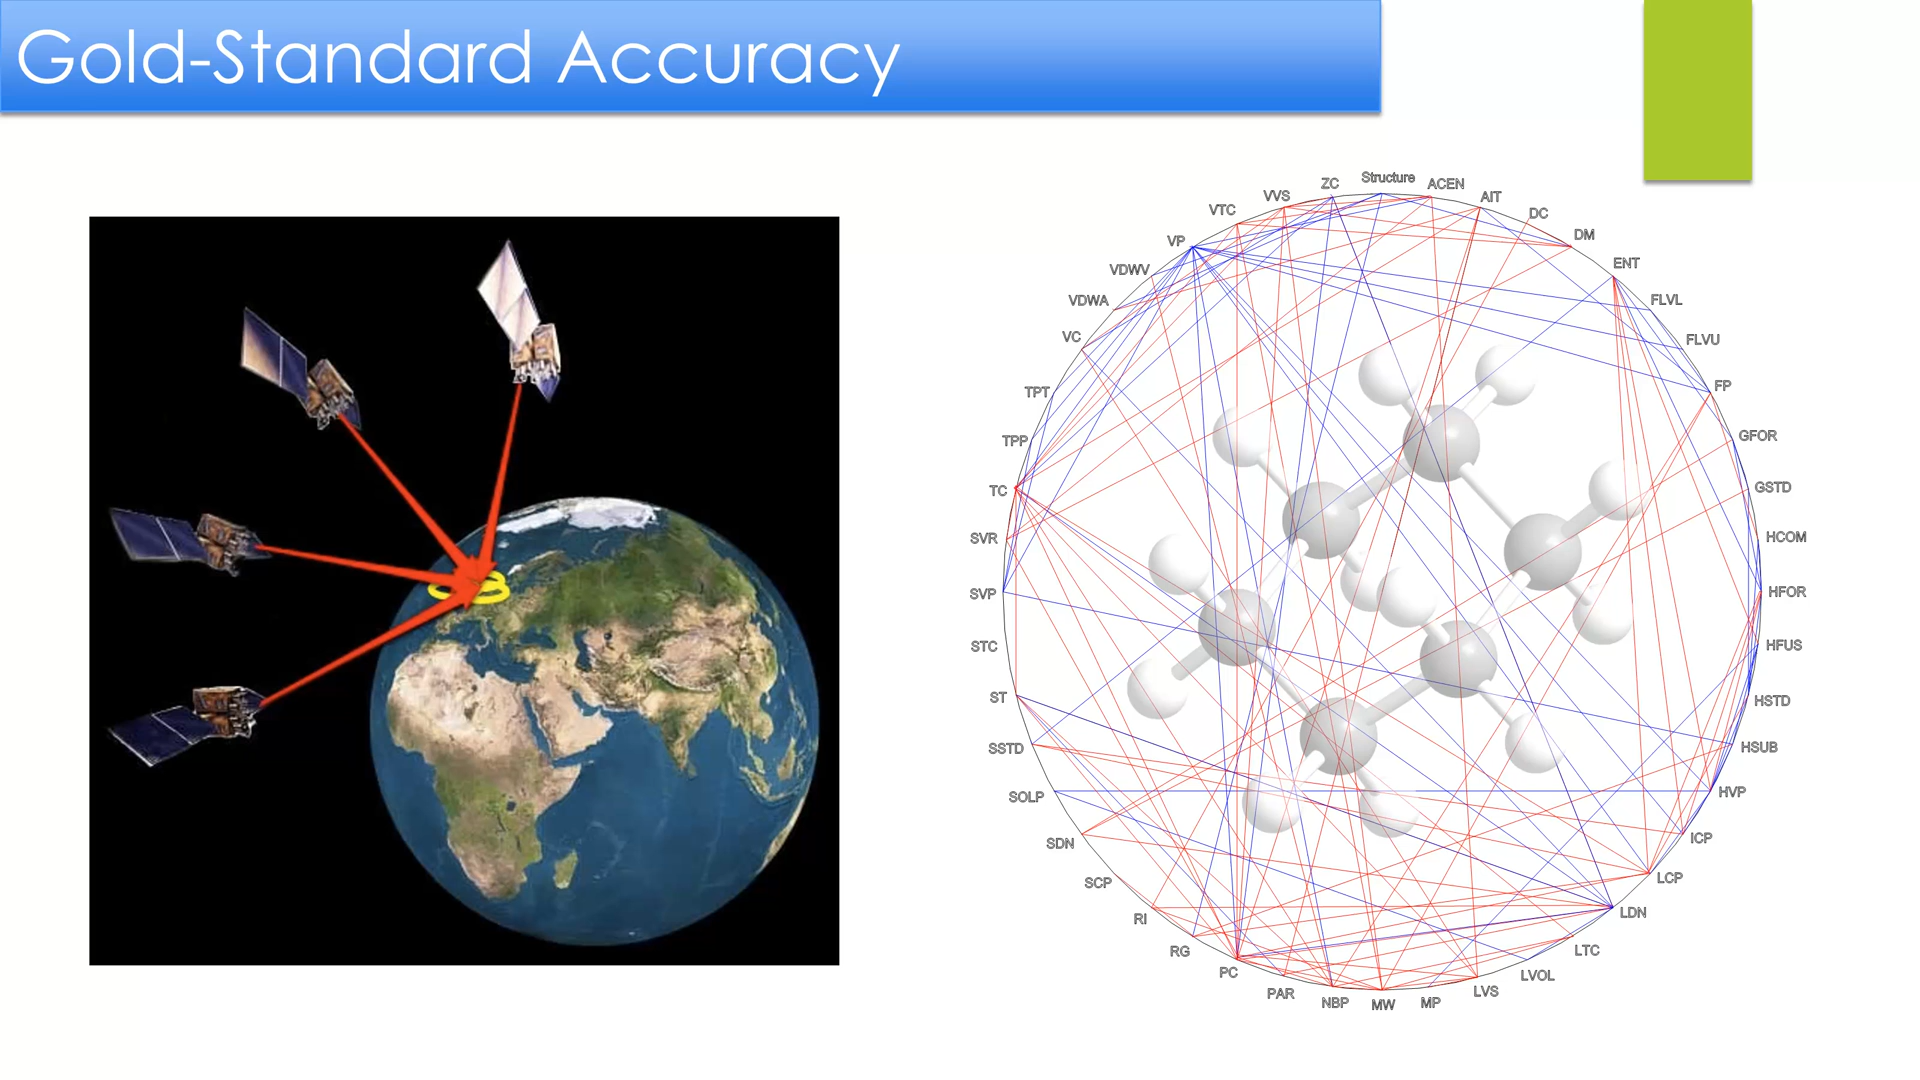 Gold-Standard Accuracy
Structure
ACEN
AIT
DC
DM
ENT
FLVL
FLVU
FP
GFOR
GSTD
HCOM
HFOR
HFUS
HSTD
HSUB
HVP
ICP
LCP
LDN
LTC
LVOL
LVS
MP
MW
NBP
PAR
PC
RG
RI
SCP
SDN
SOLP
SSTD
ST
STC
SVP
SVR
TC
TPP
TPT
VC
VDWA
VDWV
VP
VTC
VVS
ZC